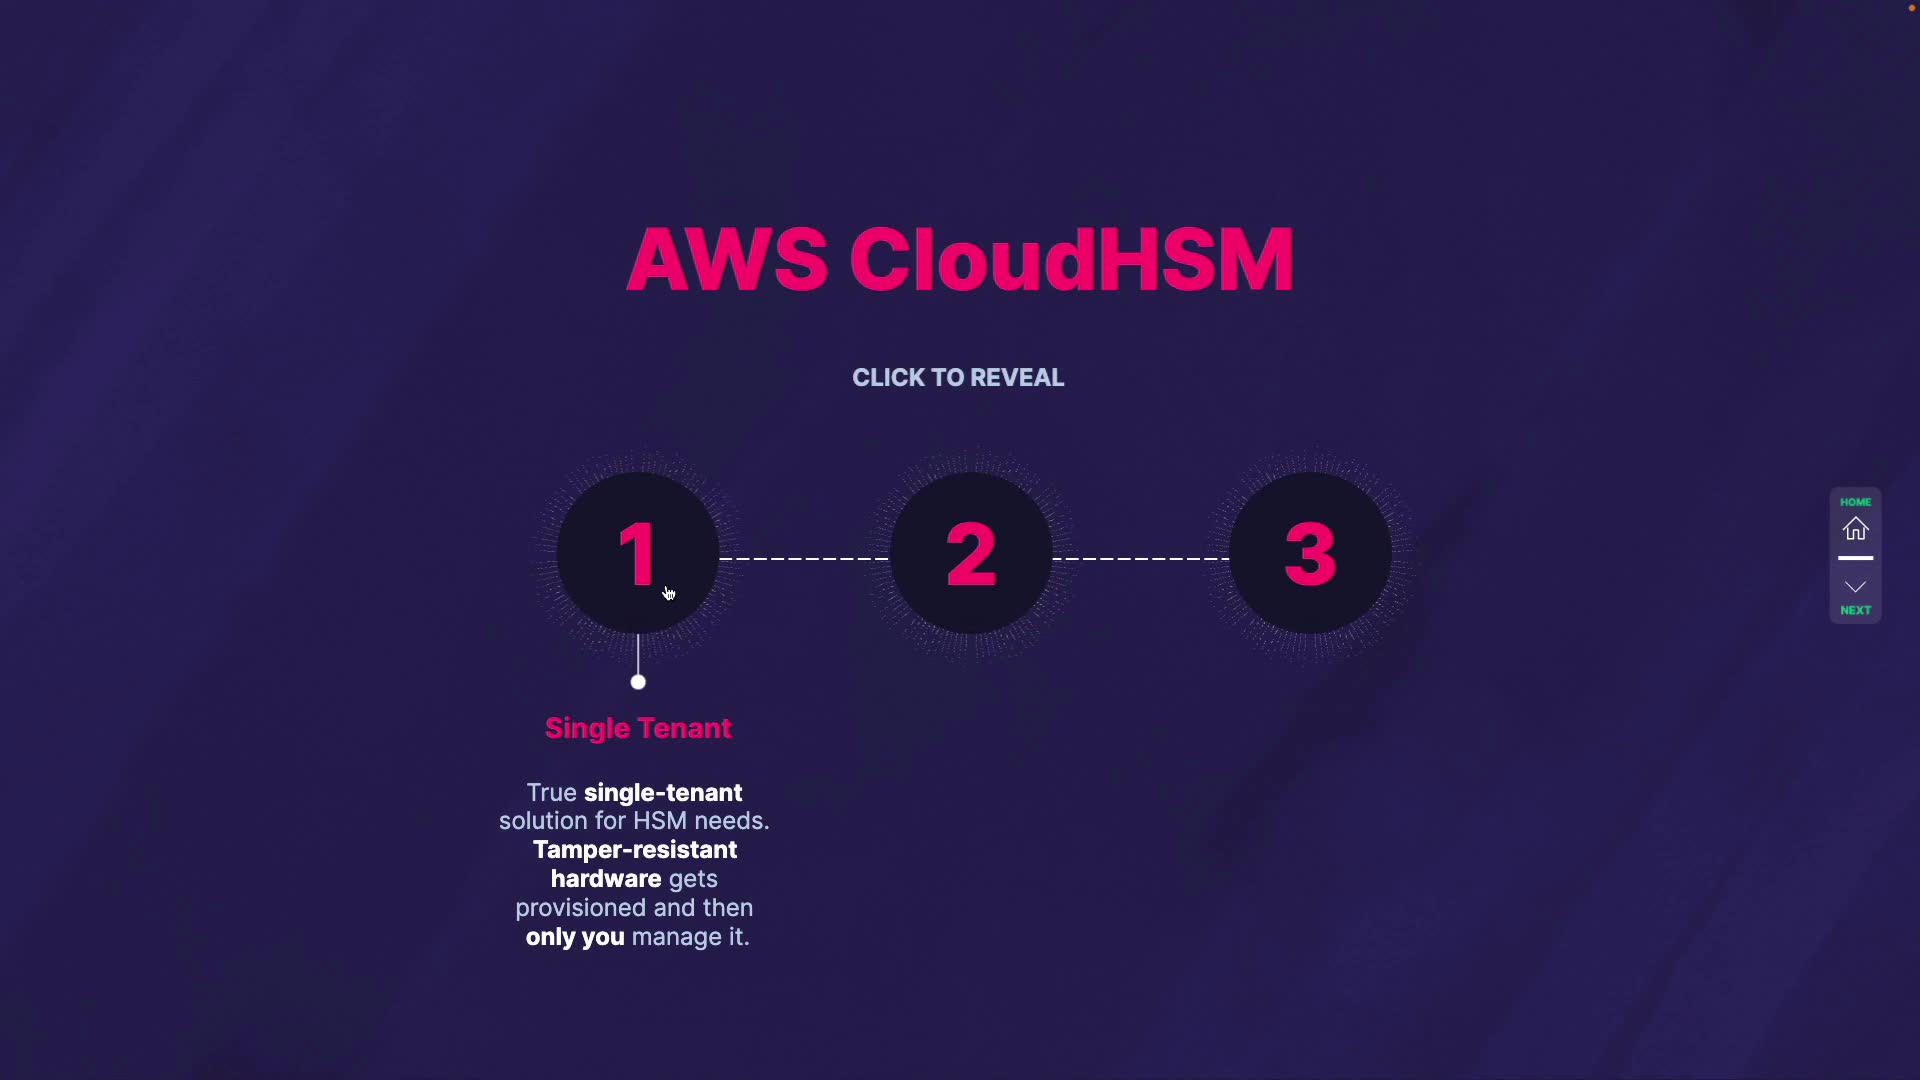 AWS CloudHSM
CLICK TO REVEAL
1
2
3
HOME
NEXT
Single Tenant
True single-tenant
solution for HSM needs.
Tamper-resistant
hardware gets
provisioned and then
only you manage it.